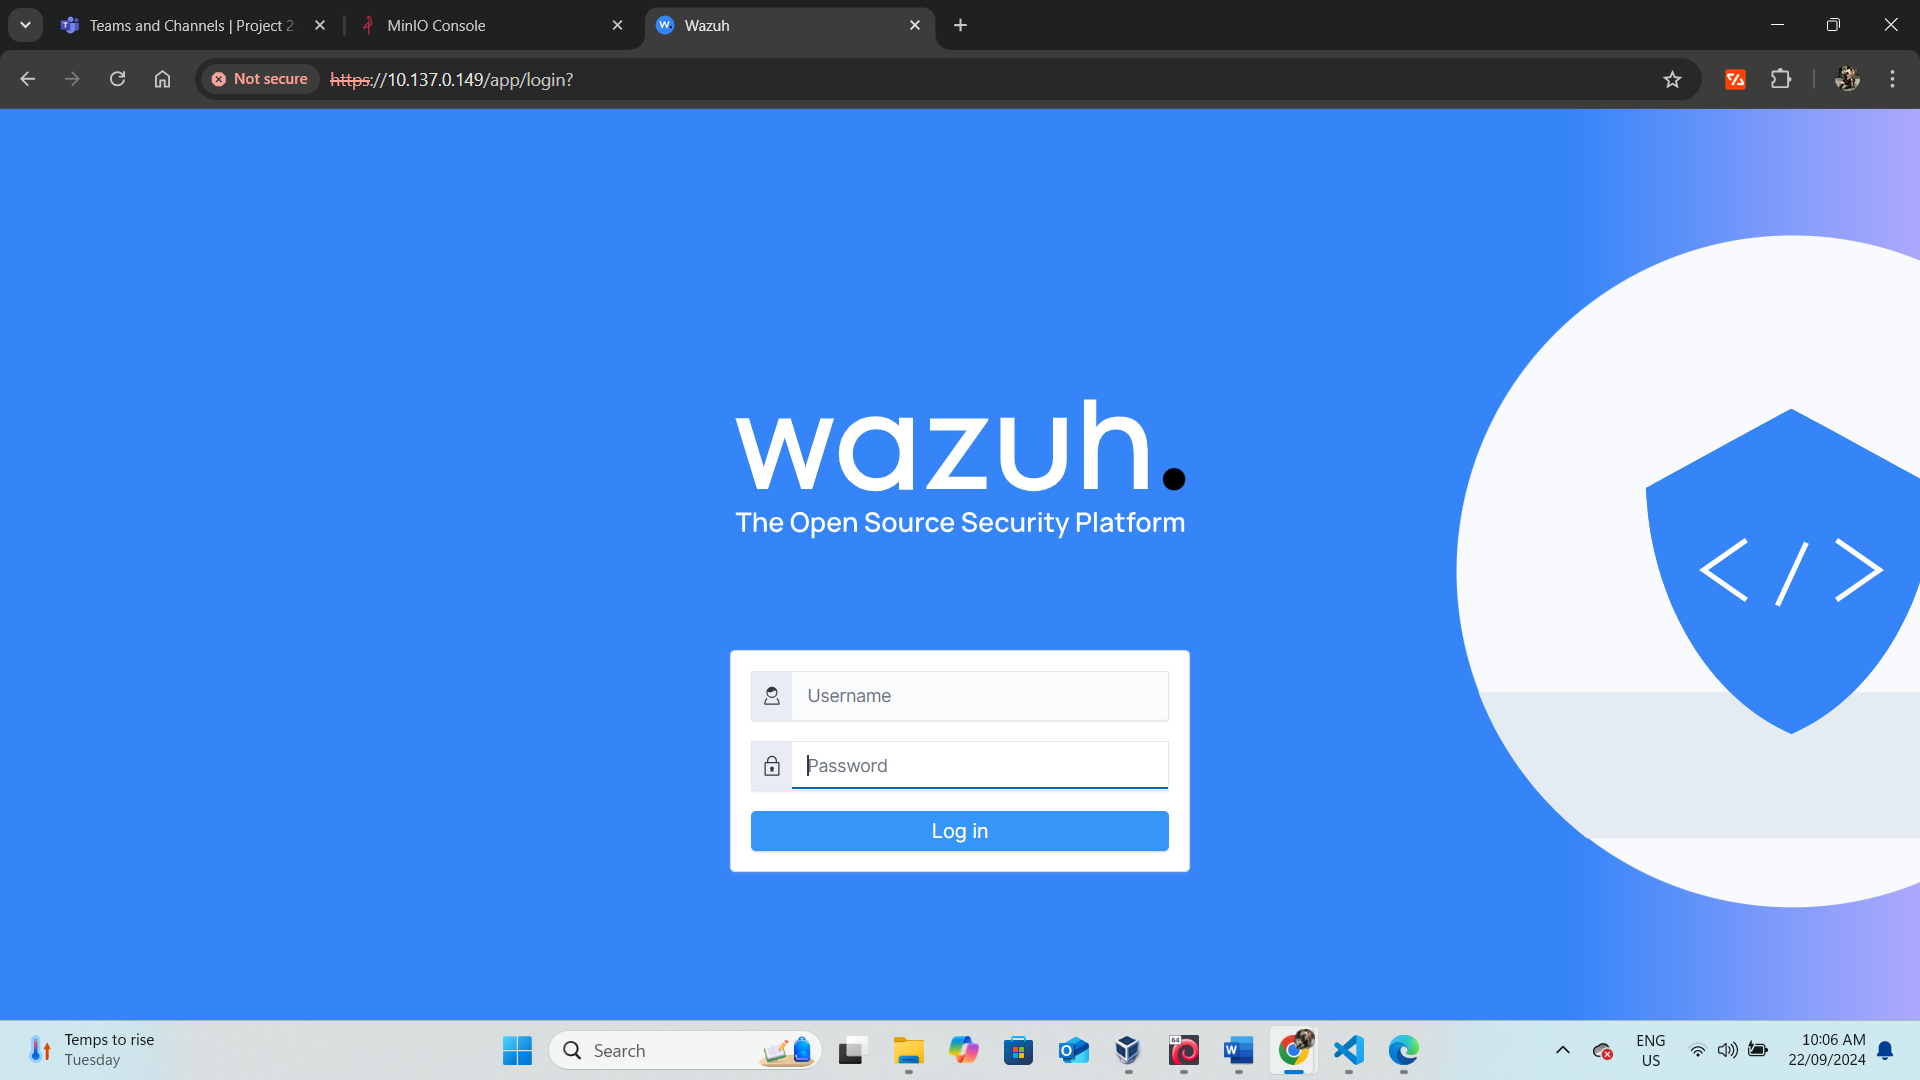 Teams and Channels | Project 2
MinIO Console
Wazuh
Not secure
https://10.137.0.149/app/login?
wazuh.
The Open Source Security Platform
</>
Username
Password
Log in
Temps to rise
Tuesday
Search
64
ENG
US
10:06 AM
22/09/2024